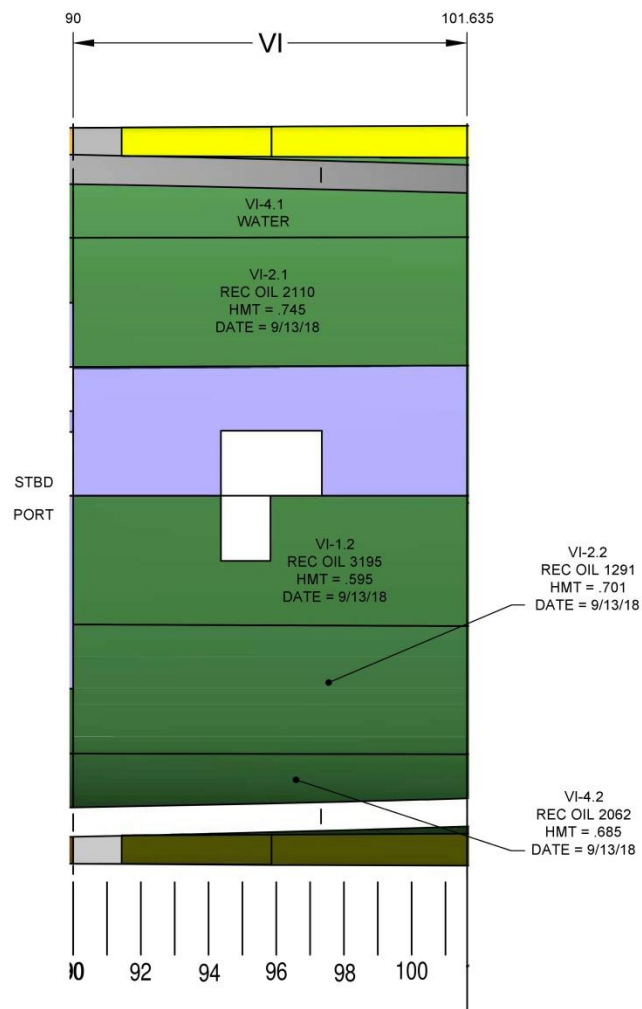 90
101.635
VI
VI-4.1
WATER
VI-2.1
REC OIL 2110
HMT = .745
DATE = 9/13/18
STBD
PORT
VI-1.2
REC OIL 3195
HMT = .595
DATE = 9/13/18
VI-2.2
REC OIL 1291
HMT = .701
DATE = 9/13/18
VI-4.2
REC OIL 2062
HMT = .685
DATE = 9/13/18
90 92 94 96 98 100